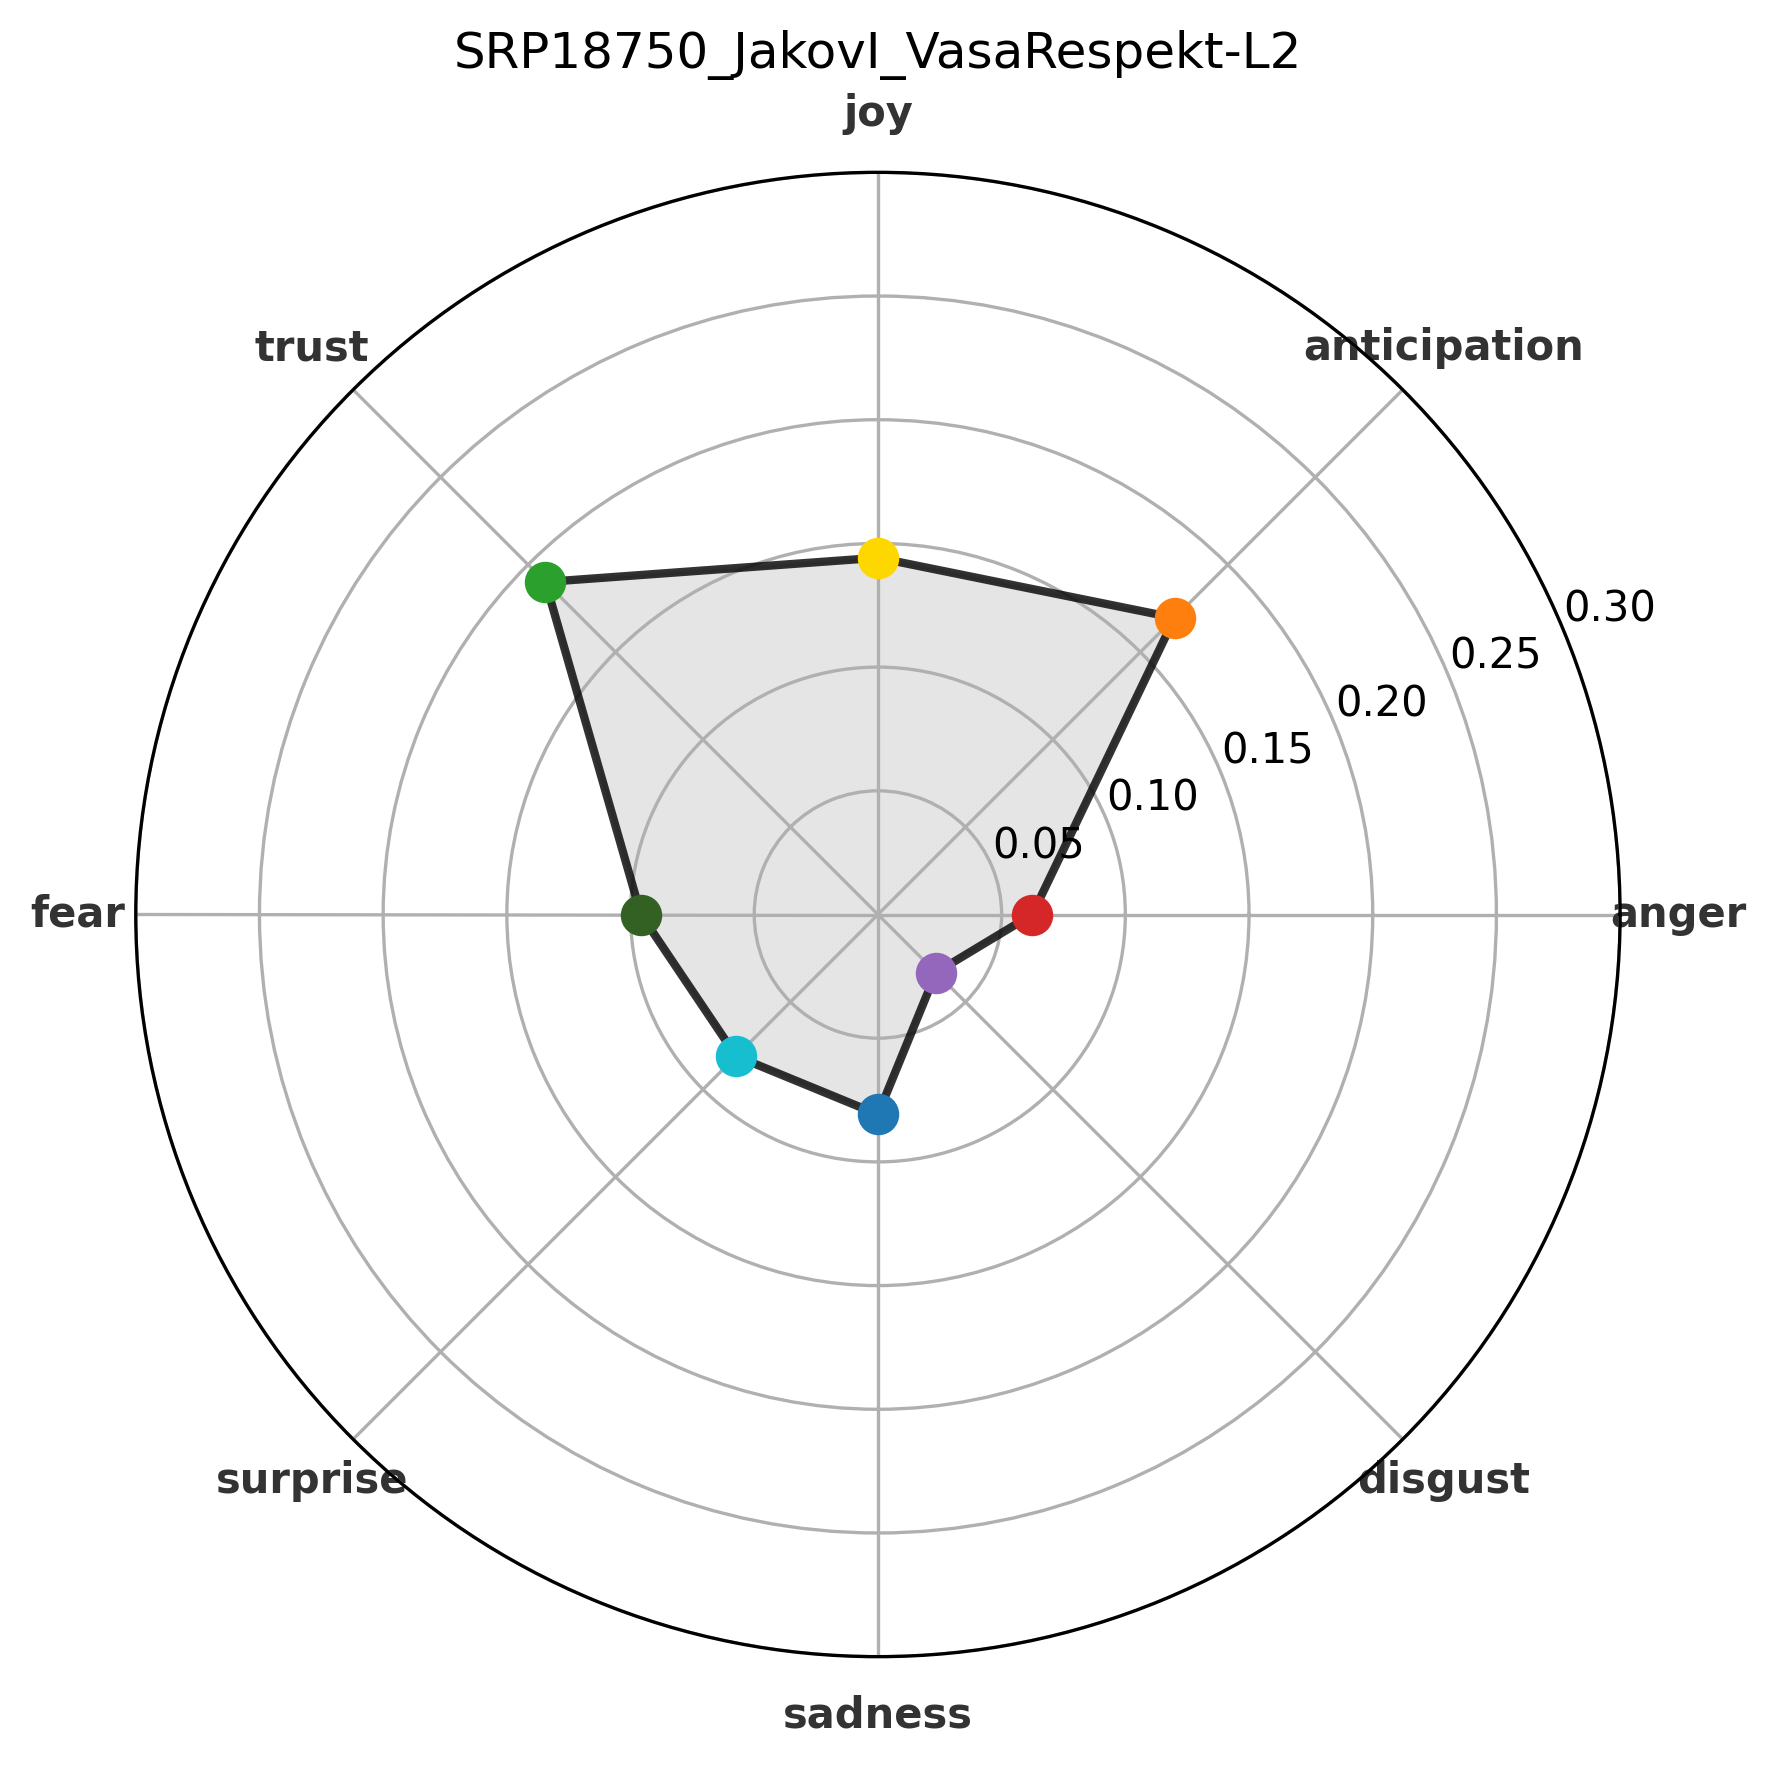 SRP18750_JakovI_VasaRespekt-L2
joy
trust
anticipation
0.30
0.25
0.20
0.15
0.10
0.05
fear
anger
surprise
disgust
sadness